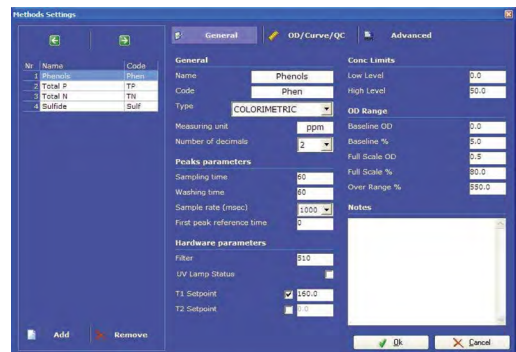 Methods Settings
General
OD/Curve/QC
Advanced
Nr Name Code
1 Phenols Phen
2 Total P TP
3 Total N TN
4 Sulfide Sulf
Add
Remove
General
Name Phenols
Code Phen
Type COLORIMETRIC
Measuring unit ppm
Number of decimals 2
Peaks parameters
Sampling time 60
Washing time 60
Sample rate (msec) 1000
First peak reference time 0
Hardware parameters
Filter 510
UV Lamp Status
T1 Setpoint 160.0
T2 Setpoint 0.0
Conc Limits
Low Level 0.0
High Level 50.0
OD Range
Baseline OD 0.0
Baseline % 5.0
Full Scale OD 0.5
Full Scale % 80.0
Over Range % 550.0
Notes
Ok
Cancel